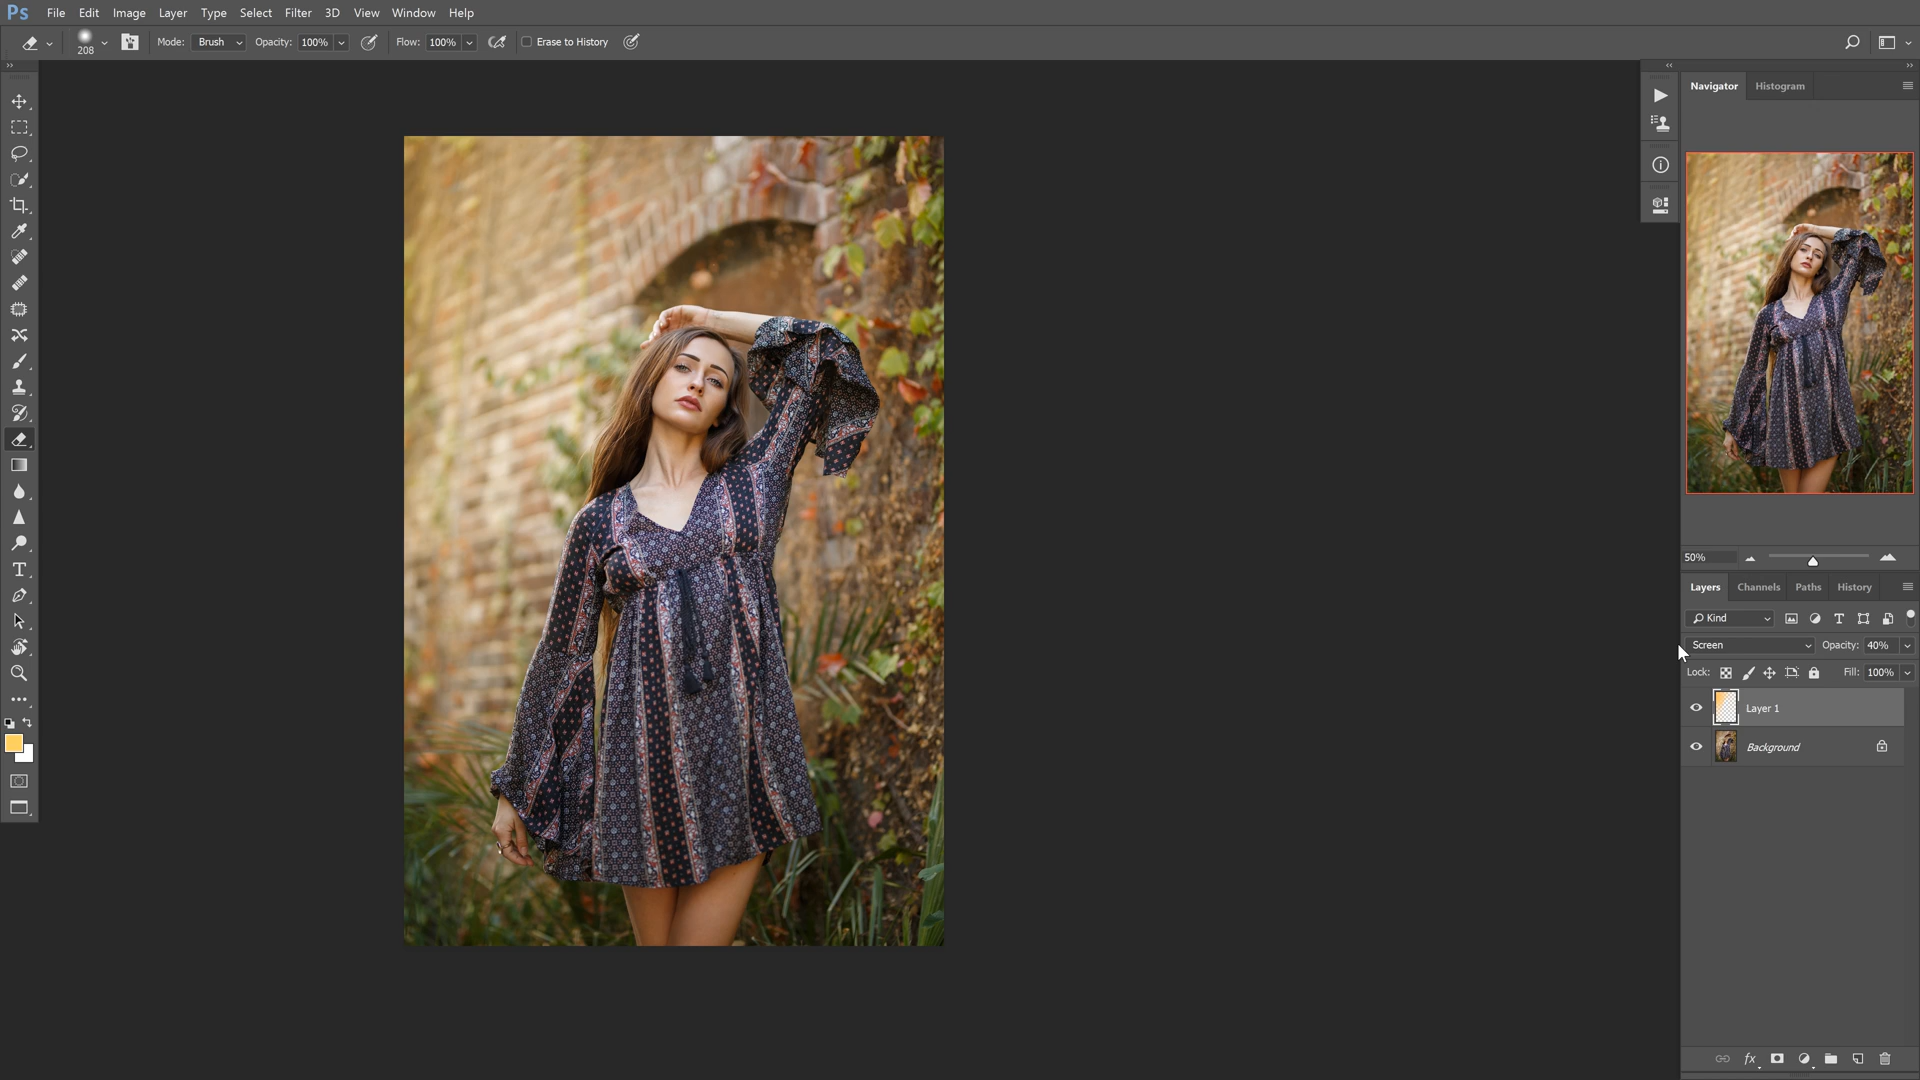 Ps File Edit Image Layer Type Select Filter 3D View Window Help
208 Mode: Brush Opacity: 100% Flow: 100% Erase to History
Navigator Histogram
50%
Layers Channels Paths History
Kind T
Screen Opacity: 40%
Lock: Fill: 100%
Layer 1
Background
T
fx